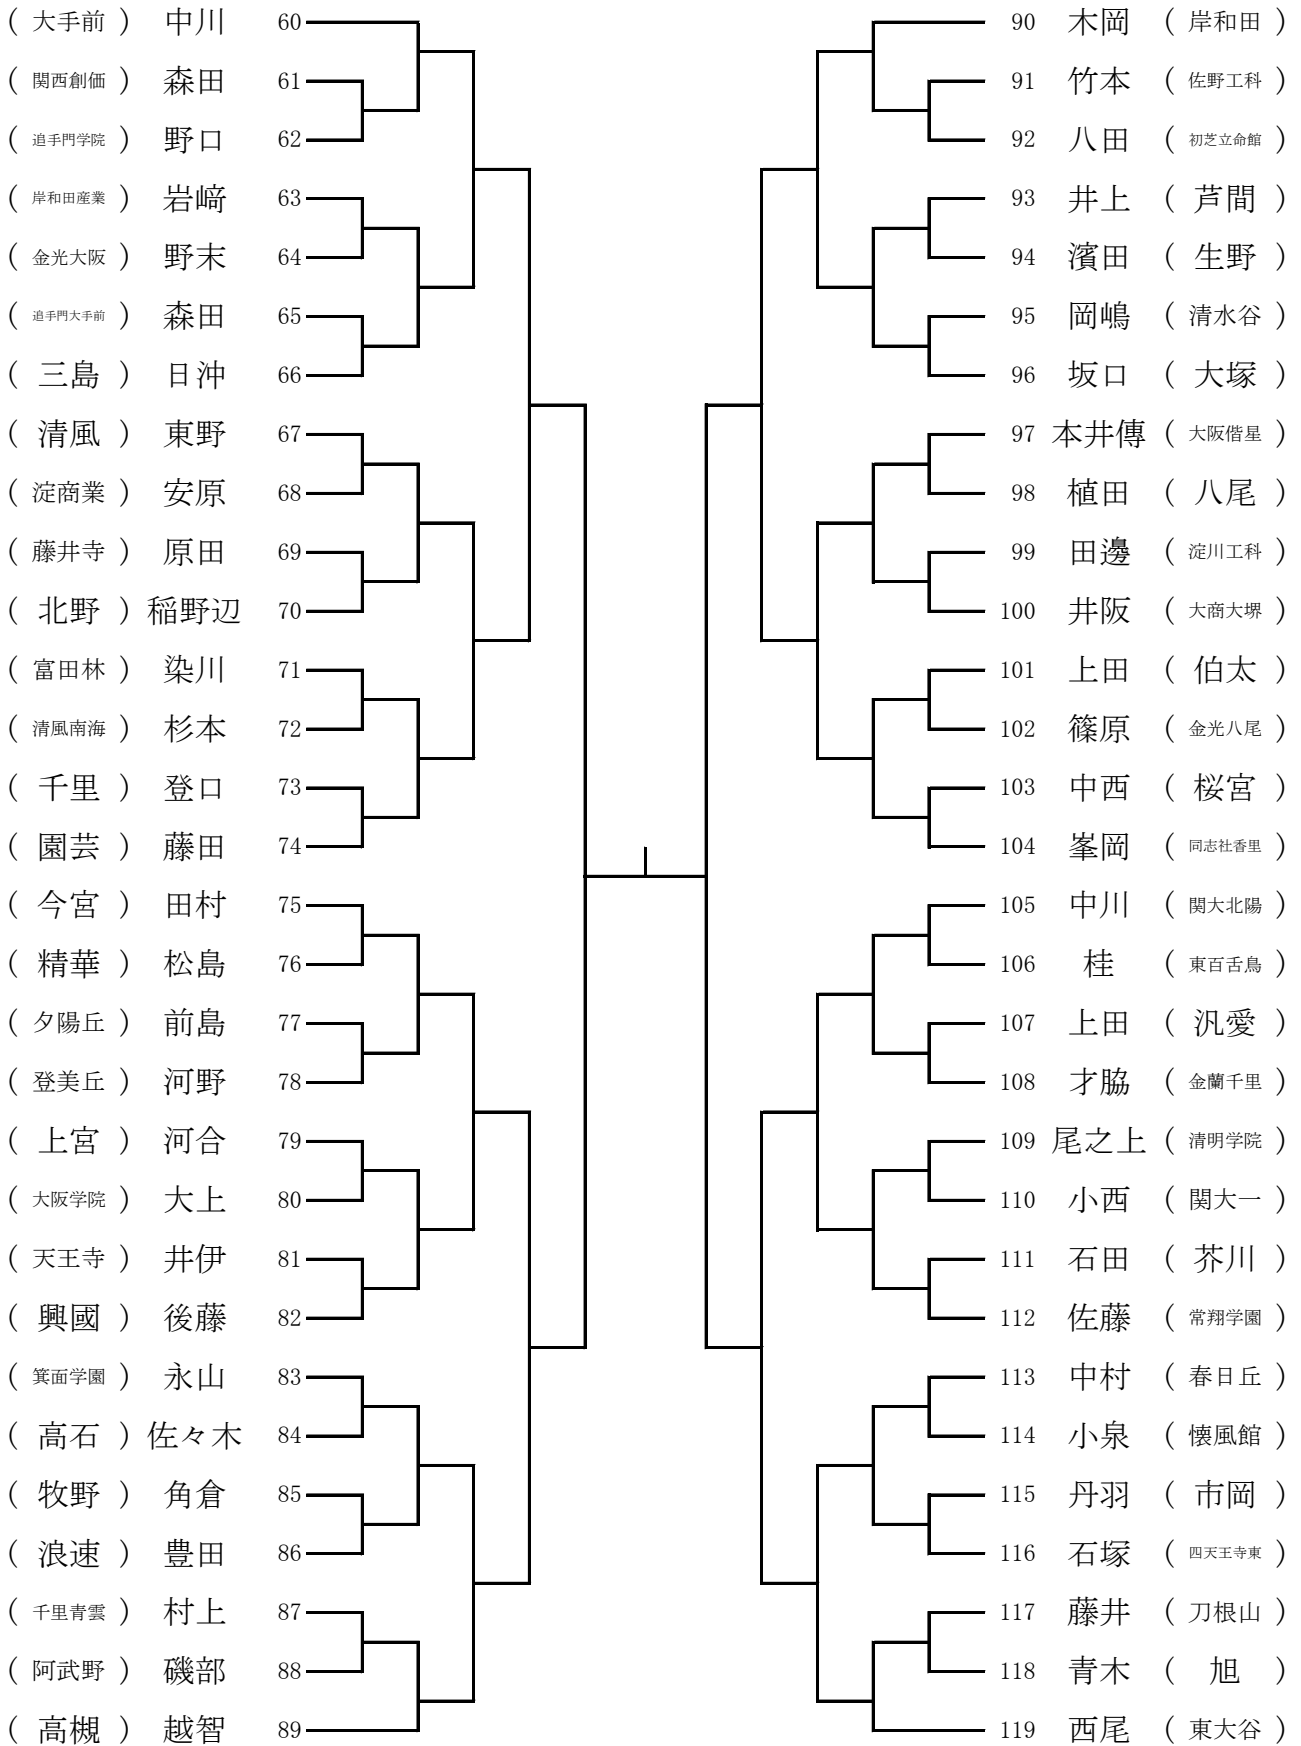 ( 大手前 ) 中川 60
( 関西創価 ) 森田 61
( 追手門学院 ) 野口 62
( 岸和田産業 ) 岩﨑 63
( 金光大阪 ) 野末 64
( 追手門大手前 ) 森田 65
( 三島 ) 日沖 66
( 清風 ) 東野 67
( 淀商業 ) 安原 68
( 藤井寺 ) 原田 69
( 北野 ) 稲野辺 70
( 富田林 ) 染川 71
( 清風南海 ) 杉本 72
( 千里 ) 登口 73
( 園芸 ) 藤田 74
( 今宮 ) 田村 75
( 精華 ) 松島 76
( 夕陽丘 ) 前島 77
( 登美丘 ) 河野 78
( 上宮 ) 河合 79
( 大阪学院 ) 大上 80
( 天王寺 ) 井伊 81
( 興國 ) 後藤 82
( 箕面学園 ) 永山 83
( 高石 ) 佐々木 84
( 牧野 ) 角倉 85
( 浪速 ) 豊田 86
( 千里青雲 ) 村上 87
( 阿武野 ) 磯部 88
( 高槻 ) 越智 89
90 木岡 ( 岸和田 )
91 竹本 ( 佐野工科 )
92 八田 ( 初芝立命館 )
93 井上 ( 芦間 )
94 濱田 ( 生野 )
95 岡嶋 ( 清水谷 )
96 坂口 ( 大塚 )
97 本井傳 ( 大阪偕星 )
98 植田 ( 八尾 )
99 田邊 ( 淀川工科 )
100 井阪 ( 大商大堺 )
101 上田 ( 伯太 )
102 篠原 ( 金光八尾 )
103 中西 ( 桜宮 )
104 峯岡 ( 同志社香里 )
105 中川 ( 関大北陽 )
106 桂 ( 東百舌鳥 )
107 上田 ( 汎愛 )
108 才脇 ( 金蘭千里 )
109 尾之上 ( 清明学院 )
110 小西 ( 関大一 )
111 石田 ( 芥川 )
112 佐藤 ( 常翔学園 )
113 中村 ( 春日丘 )
114 小泉 ( 懐風館 )
115 丹羽 ( 市岡 )
116 石塚 ( 四天王寺東 )
117 藤井 ( 刀根山 )
118 青木 ( 旭 )
119 西尾 ( 東大谷 )